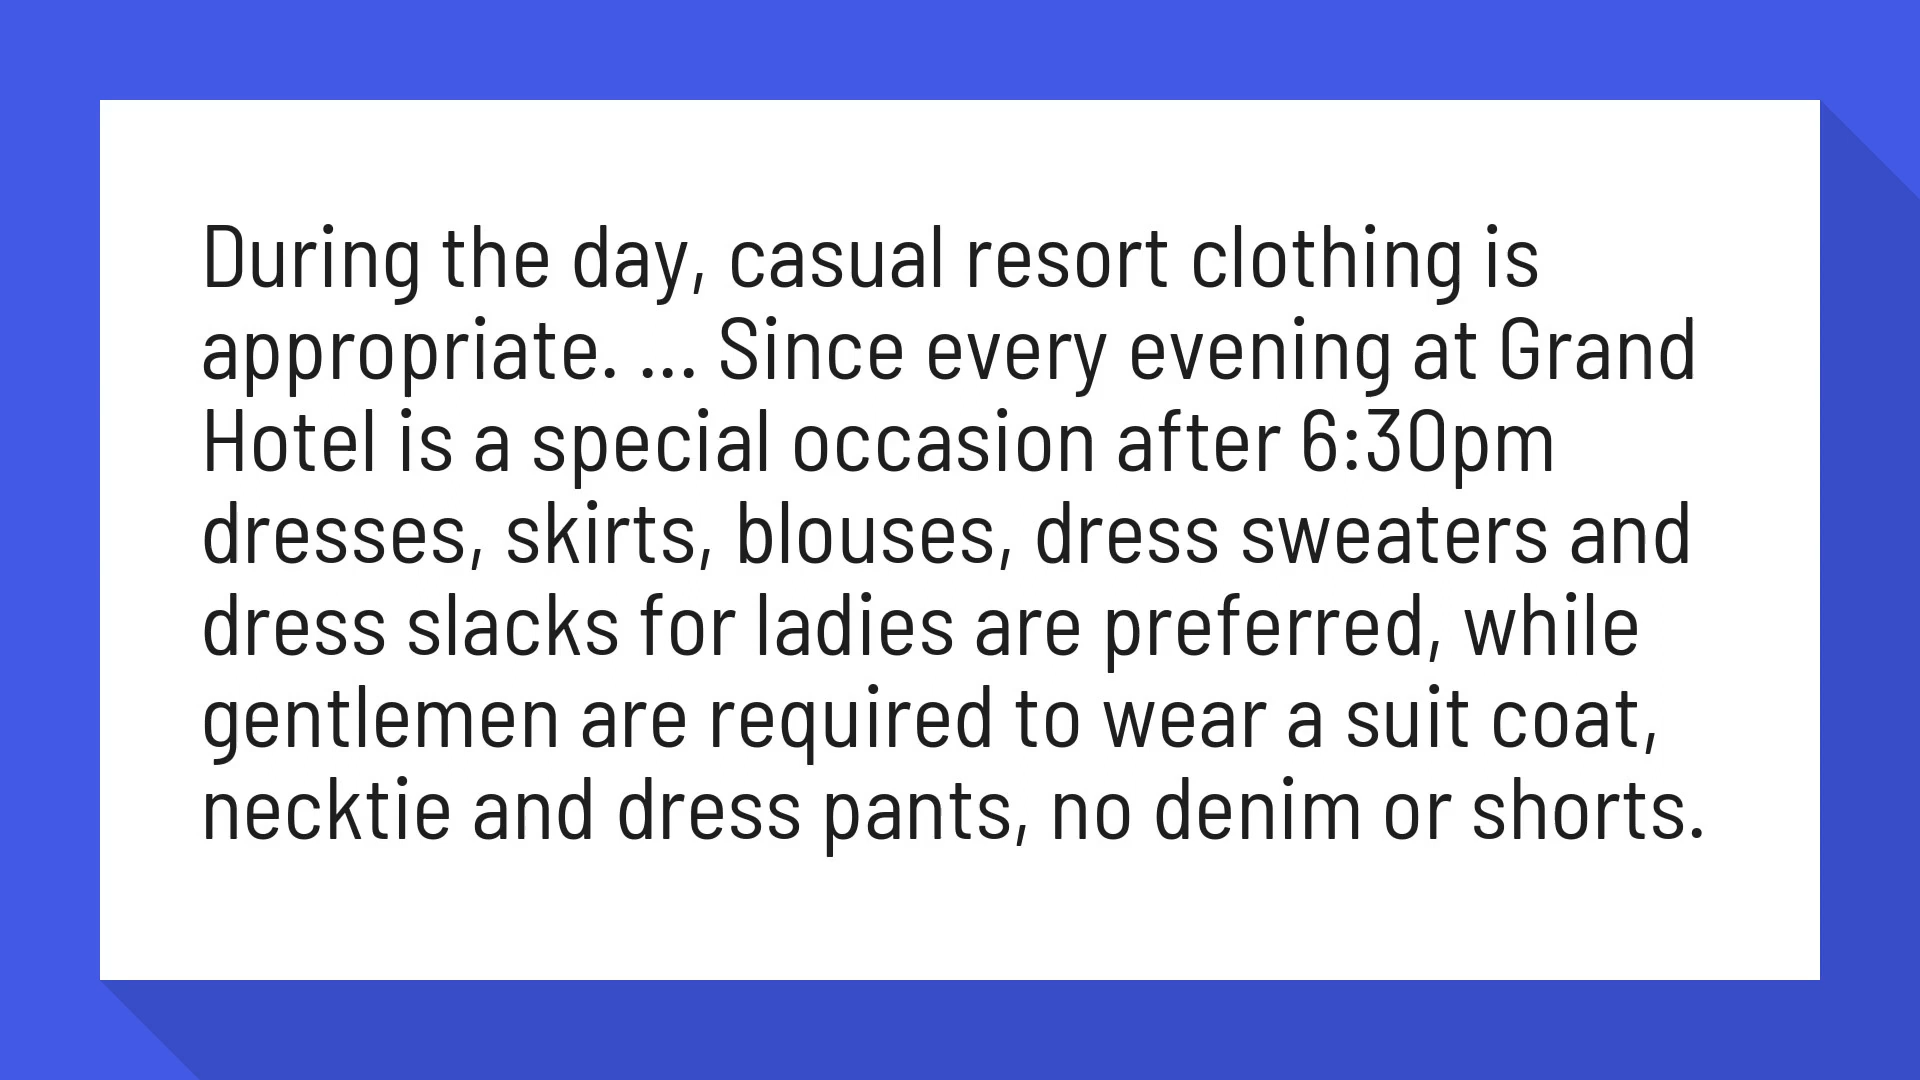 During the day, casual resort clothing is
appropriate. ... Since every evening at Grand
Hotel is a special occasion after 6:30pm
dresses, skirts, blouses, dress sweaters and
dress slacks for ladies are preferred, while
gentlemen are required to wear a suit coat,
necktie and dress pants, no denim or shorts.